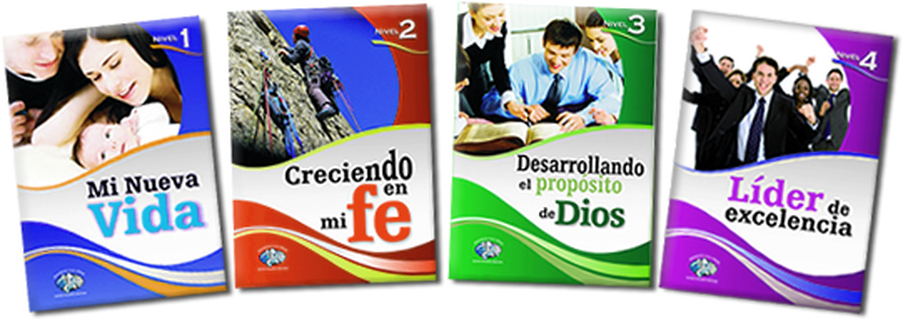 NIVEL 1
Mi Nueva
Vida
NIVEL 2
Creciendo
en
mi fe
NIVEL 3
Desarrollando
el propósito
de Dios
NIVEL 4
Líder de
excelencia